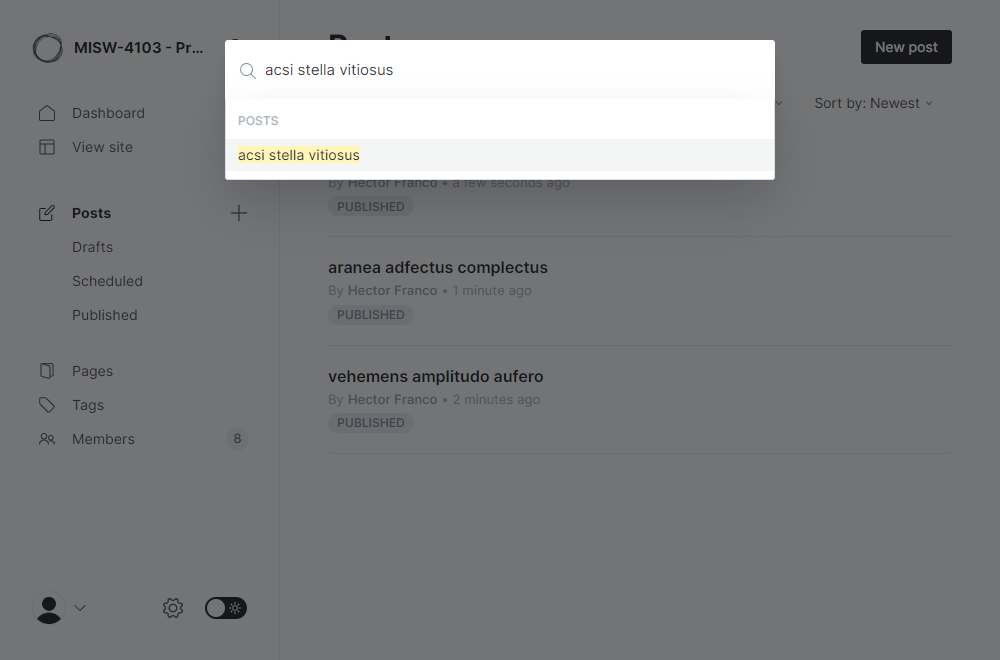 MISW-4103 - Pr...
New post
acsi stella vitiosus
Sort by: Newest
POSTS
acsi stella vitiosus
Dashboard
View site
Posts
Drafts
Scheduled
Published
Pages
Tags
Members
8
By Hector Franco • a few seconds ago
PUBLISHED
aranea adfectus complectus
By Hector Franco • 1 minute ago
PUBLISHED
vehemens amplitudo aufero
By Hector Franco • 2 minutes ago
PUBLISHED